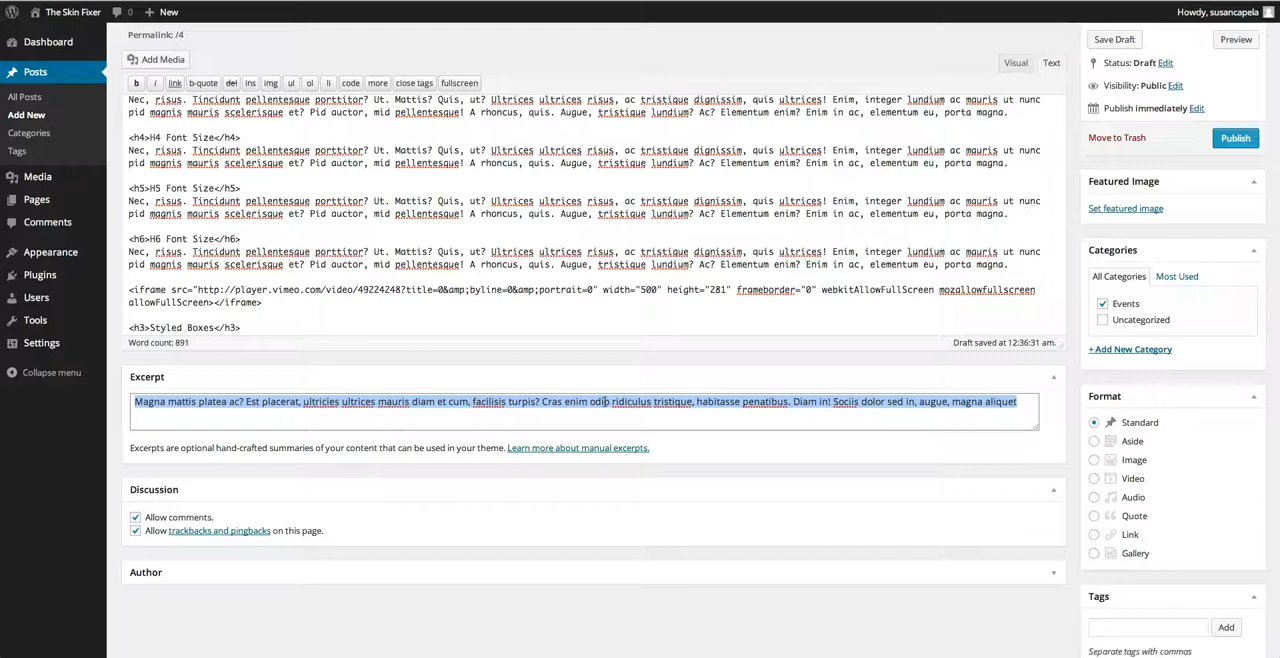 The Skin Fixer 0 New Howdy, susancapela
Dashboard
Posts
All Posts
Add New
Categories
Tags
Media
Pages
Comments
Appearance
Plugins
Users
Tools
Settings
Collapse menu
Permalink: /4
Add Media
Visual Text
b i link b-quote del ins img ul ol li code more close tags fullscreen
Nec, risus. Tincidunt pellentesque porttitor? Ut. Mattis? Quis, ut? Ultrices ultrices risus, ac tristique dignissim, quis ultrices! Enim, integer lundium ac mauris ut nunc
pid magnis mauris scelerisque et? Pid auctor, mid pellentesque! A rhoncus, quis. Augue, tristique lundium? Ac? Elementum enim? Enim in ac, elementum eu, porta magna.
<h4>H4 Font Size</h4>
Nec, risus. Tincidunt pellentesque porttitor? Ut. Mattis? Quis, ut? Ultrices ultrices risus, ac tristique dignissim, quis ultrices! Enim, integer lundium ac mauris ut nunc
pid magnis mauris scelerisque et? Pid auctor, mid pellentesque! A rhoncus, quis. Augue, tristique lundium? Ac? Elementum enim? Enim in ac, elementum eu, porta magna.
<h5>H5 Font Size</h5>
Nec, risus. Tincidunt pellentesque porttitor? Ut. Mattis? Quis, ut? Ultrices ultrices risus, ac tristique dignissim, quis ultrices! Enim, integer lundium ac mauris ut nunc
pid magnis mauris scelerisque et? Pid auctor, mid pellentesque! A rhoncus, quis. Augue, tristique lundium? Ac? Elementum enim? Enim in ac, elementum eu, porta magna.
<h6>H6 Font Size</h6>
Nec, risus. Tincidunt pellentesque porttitor? Ut. Mattis? Quis, ut? Ultrices ultrices risus, ac tristique dignissim, quis ultrices! Enim, integer lundium ac mauris ut nunc
pid magnis mauris scelerisque et? Pid auctor, mid pellentesque! A rhoncus, quis. Augue, tristique lundium? Ac? Elementum enim? Enim in ac, elementum eu, porta magna.
<iframe src="http://player.vimeo.com/video/49224248?title=0&amp;byline=0&amp;portrait=0" width="500" height="281" frameborder="0" webkitAllowFullScreen mozallowfullscreen
allowFullScreen></iframe>
<h3>Styled Boxes</h3>
Word count: 891 Draft saved at 12:36:31 am.
Excerpt
Magna mattis platea ac? Est placerat, ultricies ultrices mauris diam et cum, facilisis turpis? Cras enim odio ridiculus tristique, habitasse penatibus. Diam in! Sociis dolor sed in, augue, magna aliquet
Excerpts are optional hand-crafted summaries of your content that can be used in your theme. Learn more about manual excerpts.
Discussion
Allow comments.
Allow trackbacks and pingbacks on this page.
Author
Save Draft Preview
Status: Draft Edit
Visibility: Public Edit
Publish immediately Edit
Move to Trash Publish
Featured Image
Set featured image
Categories
All Categories Most Used
Events
Uncategorized
+ Add New Category
Format
Standard
Aside
Image
Video
Audio
Quote
Link
Gallery
Tags
Add
Separate tags with commas